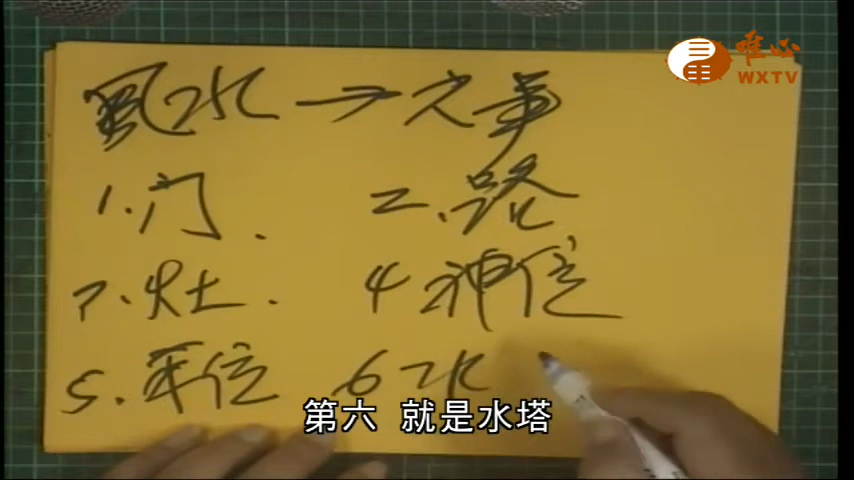 唯心
WXTV
風水→六事
1.门. 二、路
3.灶. 4神位
5.床位 6水
第六 就是水塔